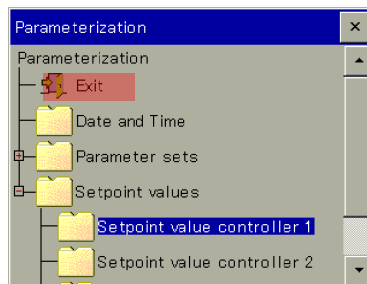 Parameterization
Parameterization
Exit
Date and Time
Parameter sets
Setpoint values
Setpoint value controller 1
Setpoint value controller 2